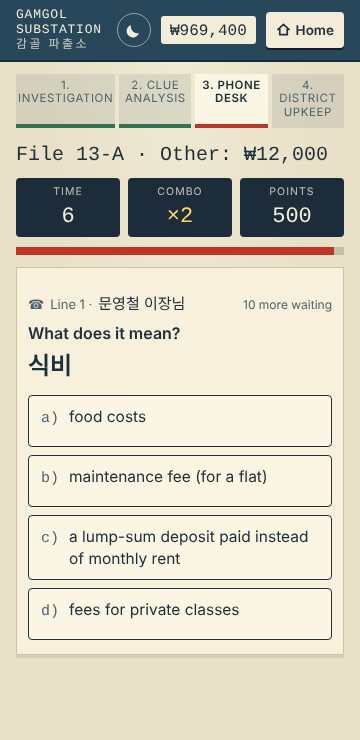 GAMGOL
SUBSTATION
감골 파출소
₩969,400
Home
1.
INVESTIGATION
2. CLUE
ANALYSIS
3. PHONE
DESK
4.
DISTRICT
UPKEEP
File 13-A · Other: ₩12,000
TIME
6
COMBO
×2
POINTS
500
☎ Line 1 · 문영철 이장님
10 more waiting
What does it mean?
식비
a) food costs
b) maintenance fee (for a flat)
c) a lump-sum deposit paid instead
of monthly rent
d) fees for private classes